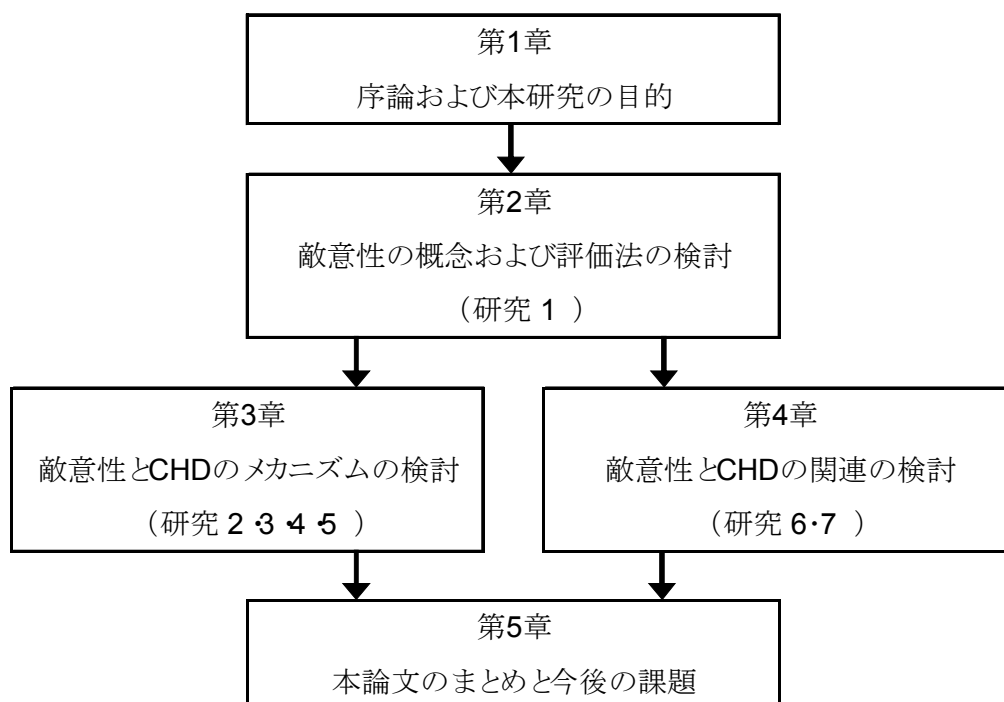 第1章
序論および本研究の目的
第2章
敵意性の概念および評価法の検討
（研究 1 ）
第3章
敵意性とCHDのメカニズムの検討
（研究 2・3・4・5 ）
第4章
敵意性とCHDの関連の検討
（研究 6・7 ）
第5章
本論文のまとめと今後の課題